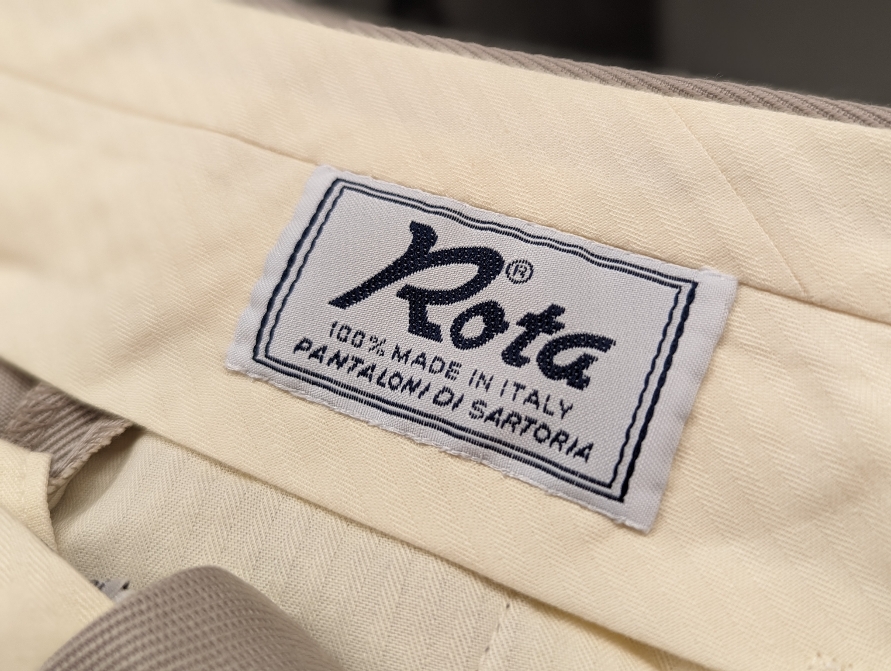 Rota®
100% MADE IN ITALY
PANTALONI DI SARTORIA